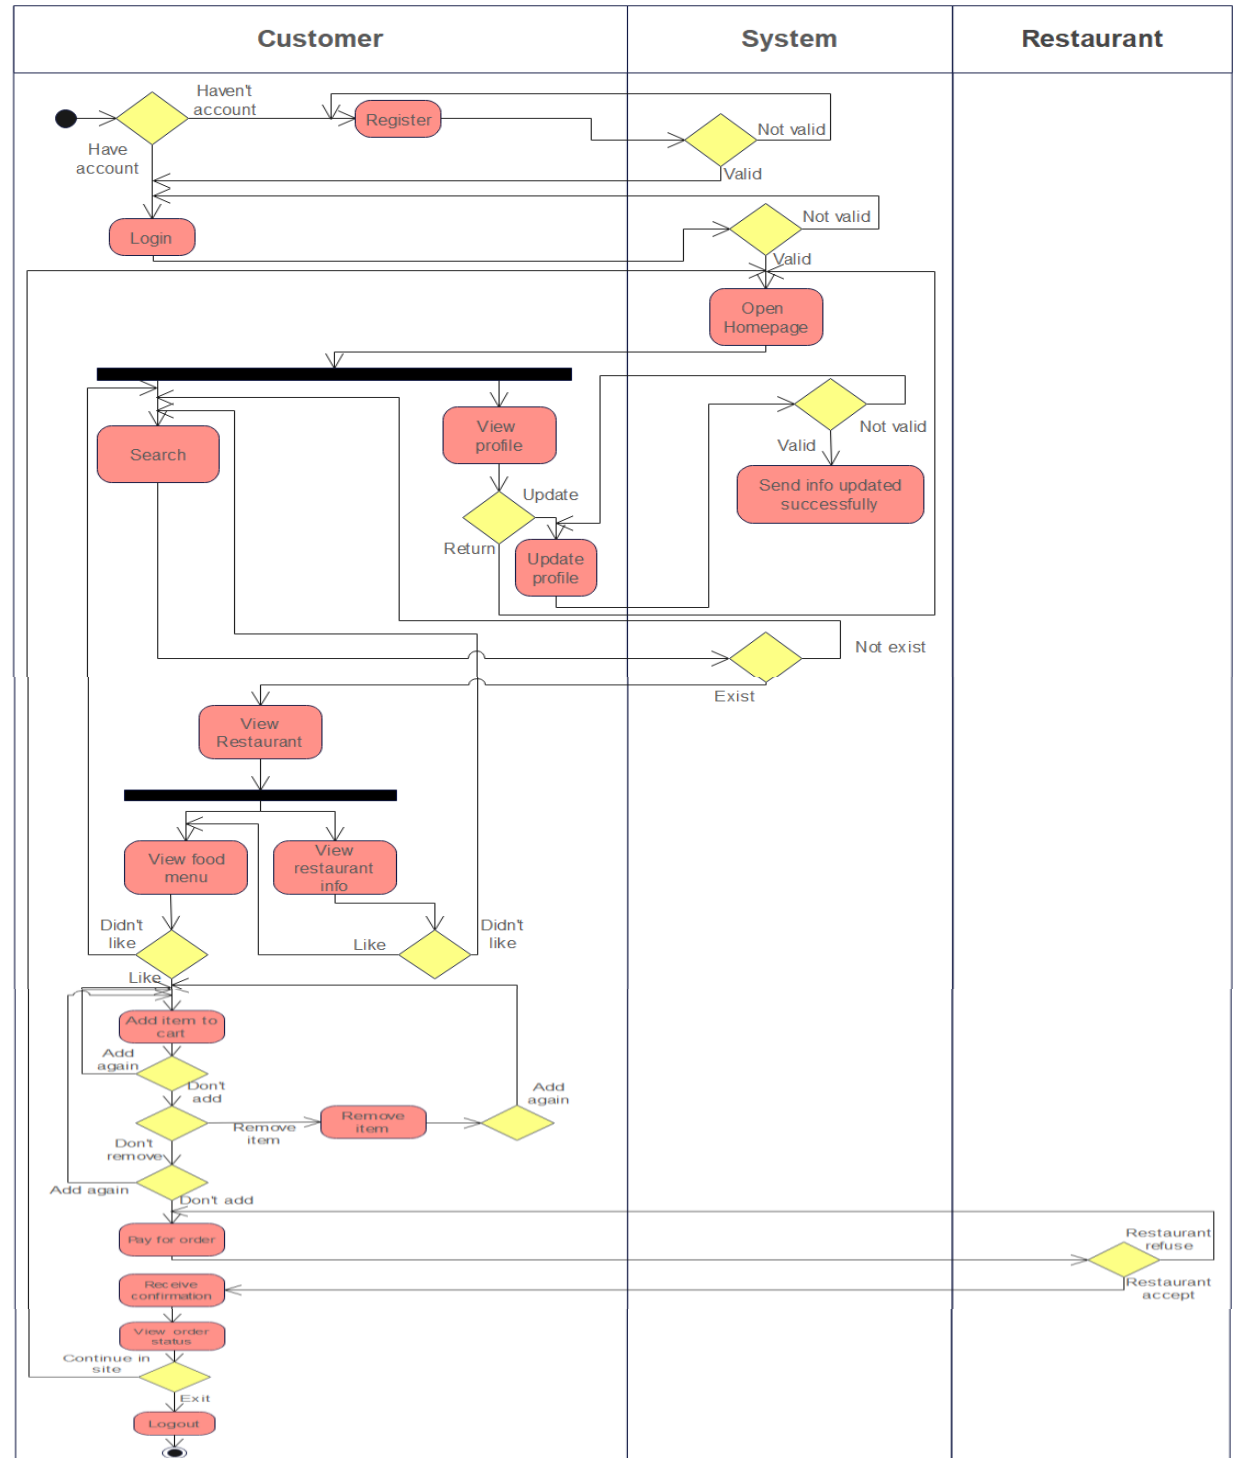 Customer
System
Restaurant
Haven't
account
Register
Not valid
Have
account
Valid
Not valid
Login
Valid
Open
Homepage
View
profile
Not valid
Search
Valid
Update
Send info updated
successfully
Return
Update
profile
Not exist
Exist
View
Restaurant
View food
menu
View
restaurant
info
Didn't
like
Like
Didn't
like
Like
Add item to
cart
Add
again
Don't
add
Add
again
Remove
item
Remove
item
Don't
remove
Add again
Don't add
Pay for order
Restaurant
refuse
Receive
confirmation
Restaurant
accept
View order
status
Continue in
site
Exit
Logout